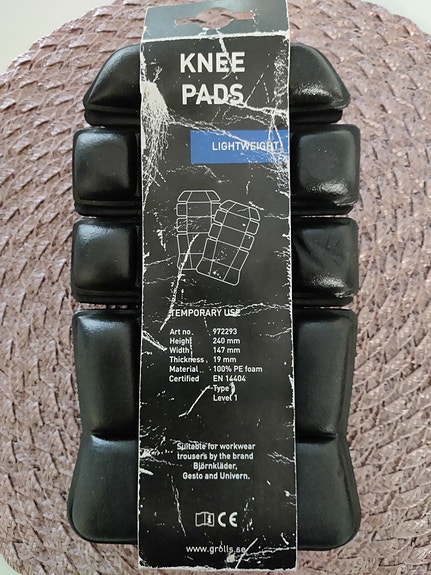 KNEE
PADS
LIGHTWEIGHT
TEMPORARY USE
Art no. 972293
Height 240 mm
Width 147 mm
Thickness 19 mm
Material 100% PE foam
Certified EN 14404
Type
Level 1
Suitable for workwear
trousers by the brand
Björnkläder,
Gesto and Univern.
CE
www.grolls.se